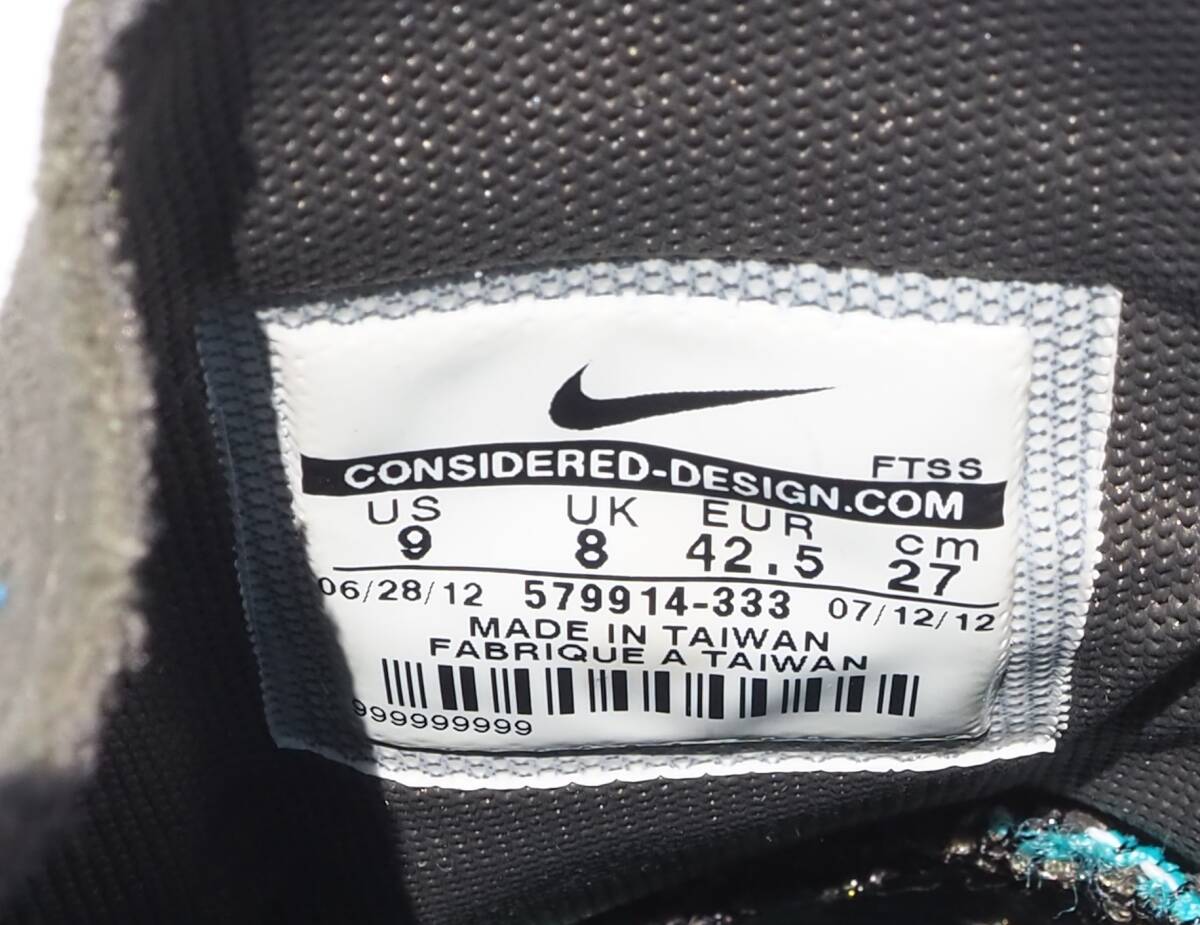 FTSS
CONSIDERED-DESIGN.COM
US UK EUR cm
9 8 42.5 27
06/28/12 579914-333 07/12/12
MADE IN TAIWAN
FABRIQUE A TAIWAN
9999999999